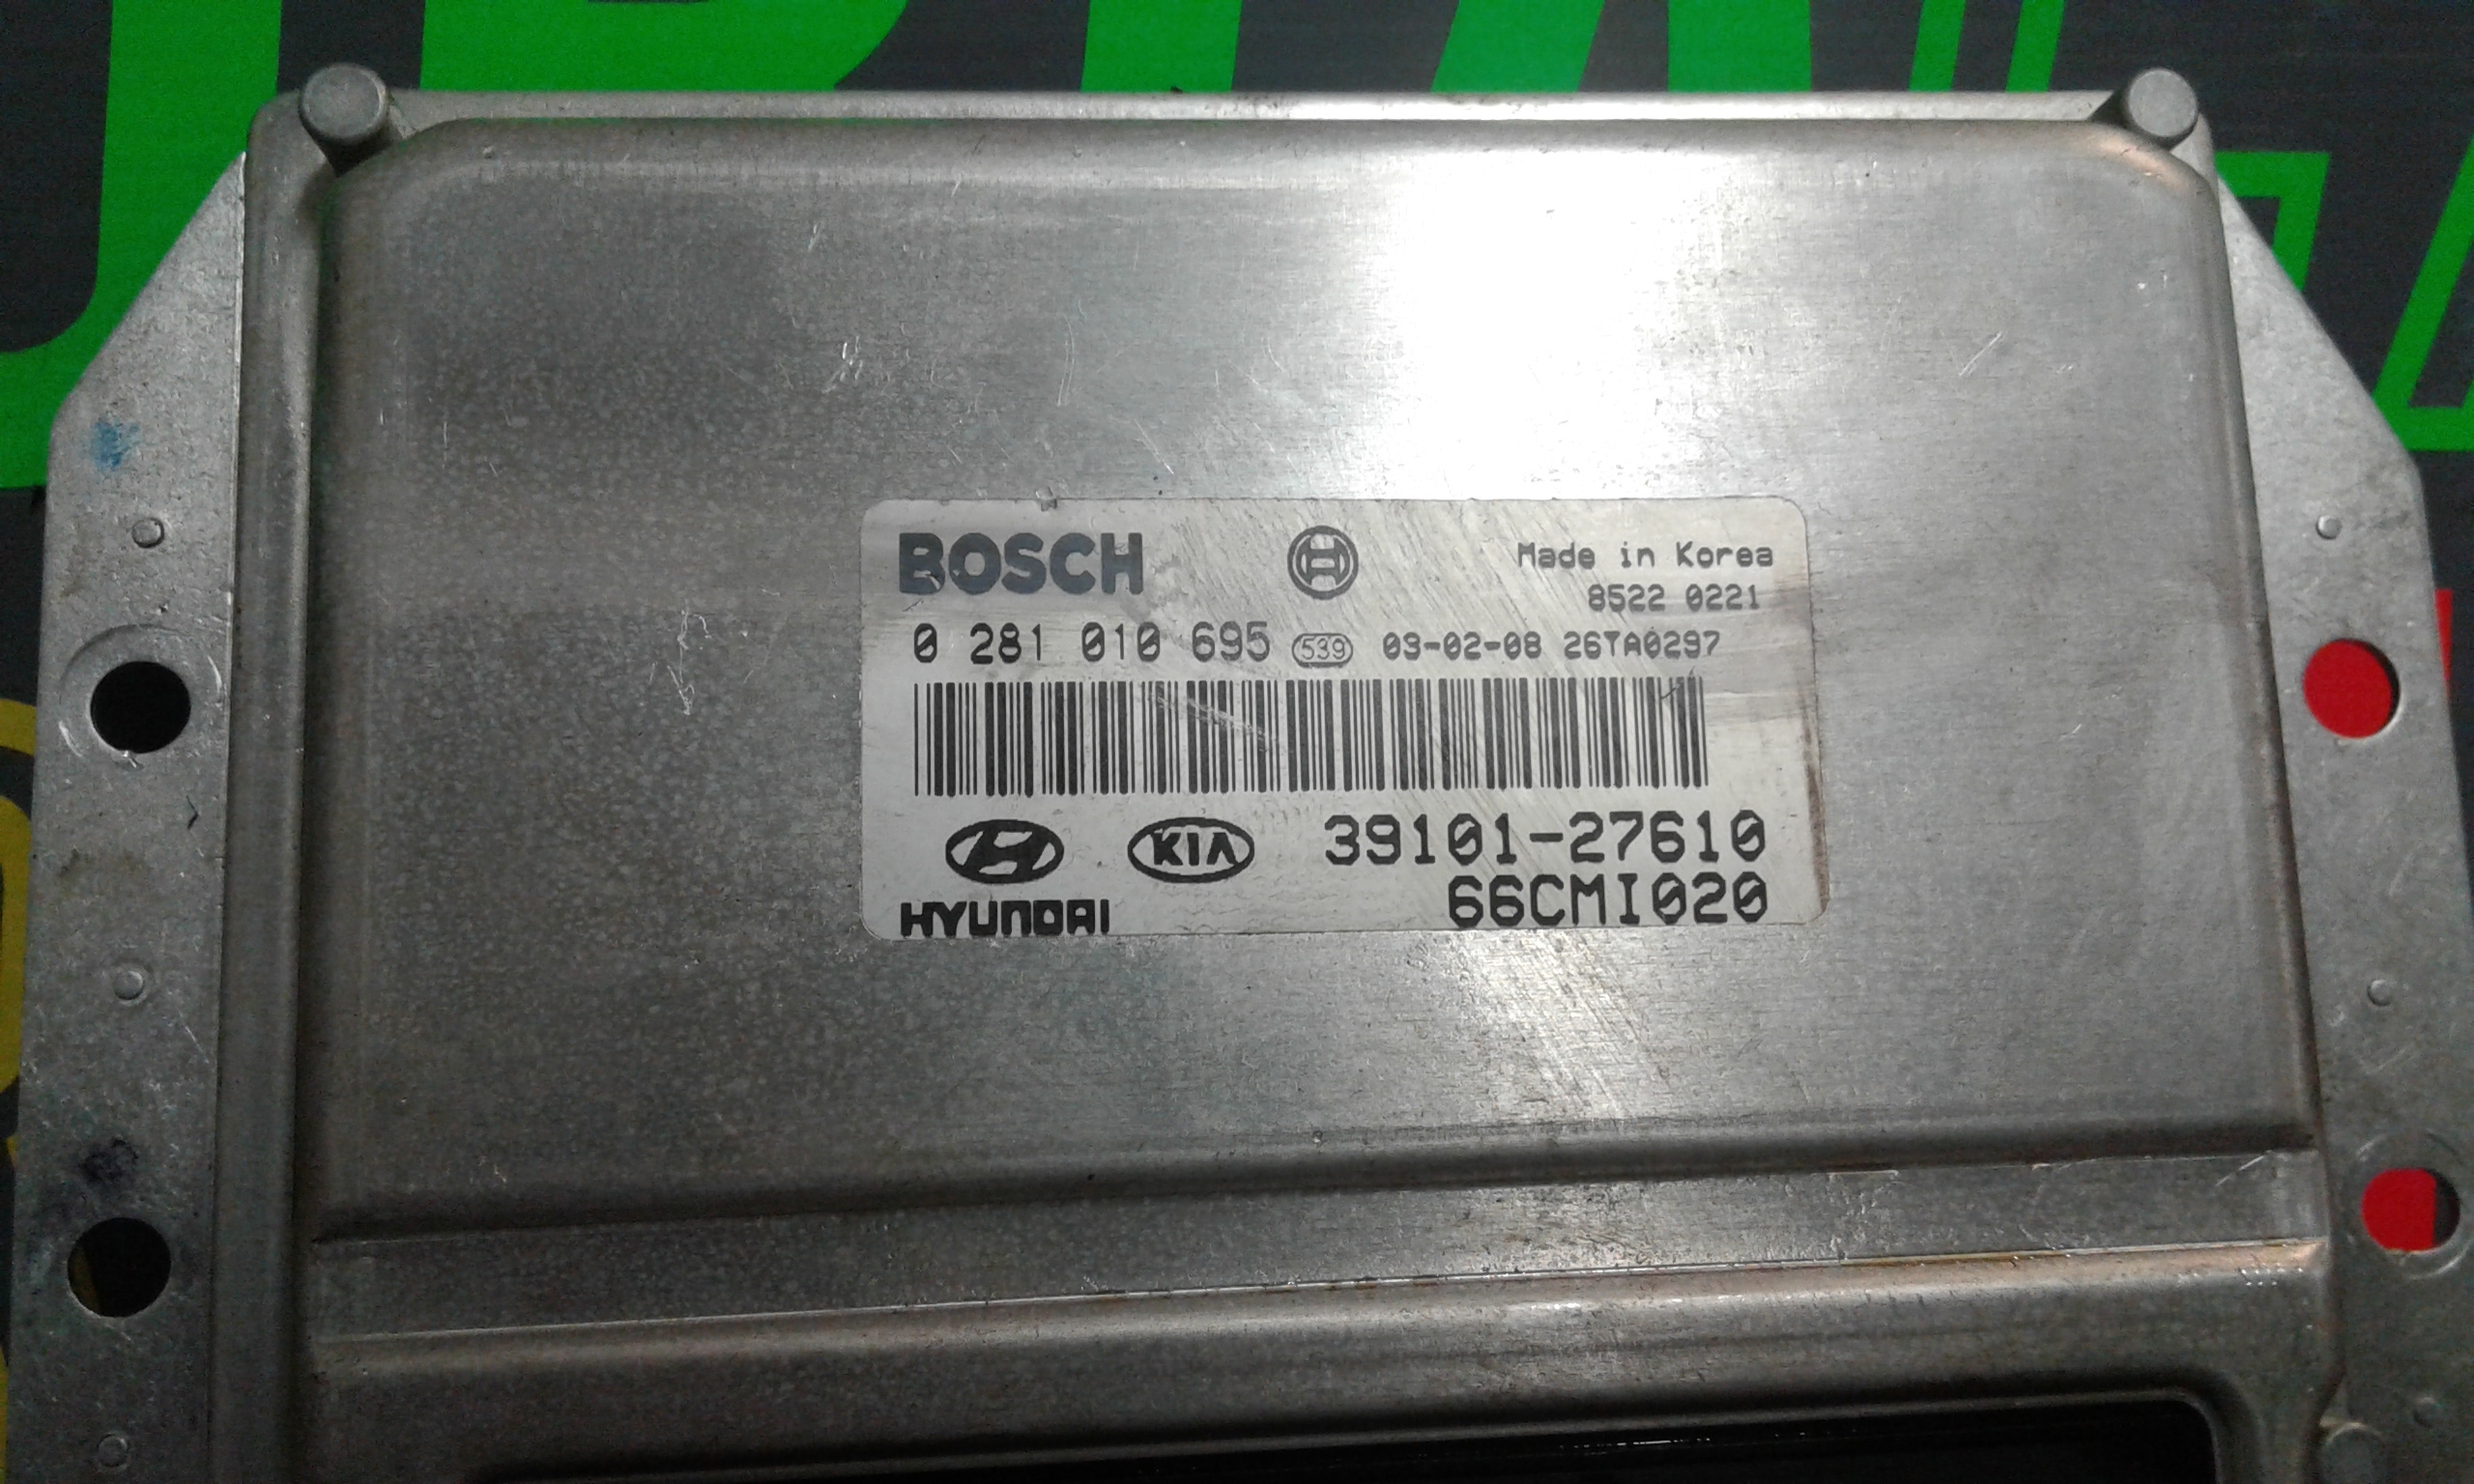 BOSCH
Made in Korea
8522 0221
0 281 010 695 539 03-02-08 26TA0297
KIA 39101-27610
HYUNDAI 66CMI020